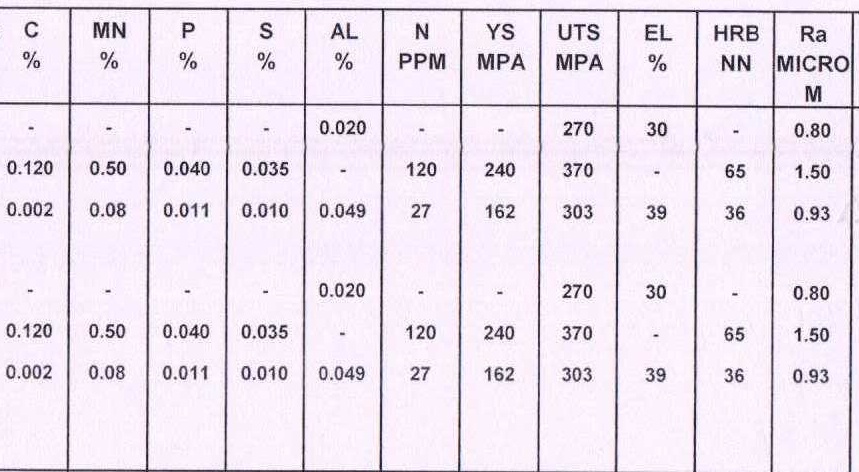 C MN P S AL N YS UTS EL HRB Ra
% % % % % PPM MPA MPA % NN MICRO
M
- - - - 0.020 - - 270 30 - 0.80
0.120 0.50 0.040 0.035 - 120 240 370 - 65 1.50
0.002 0.08 0.011 0.010 0.049 27 162 303 39 36 0.93
- - - - 0.020 - - 270 30 - 0.80
0.120 0.50 0.040 0.035 - 120 240 370 - 65 1.50
0.002 0.08 0.011 0.010 0.049 27 162 303 39 36 0.93